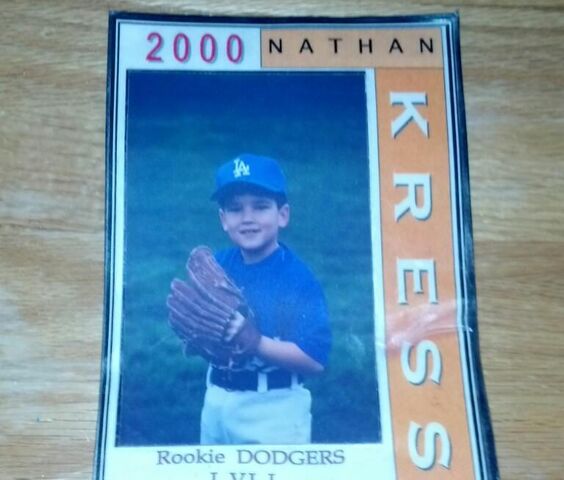 2000 NATHAN
KRESS
LA
Rookie DODGERS